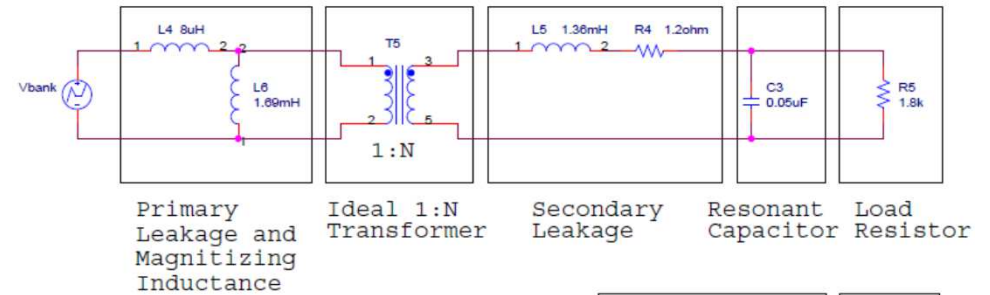 L4 8uH
1
2
2
L6
1.69mH
1
Vbank
T5
1
3
2
5
1:N
L5 1.36mH
1
2
R4 1.2ohm
C3
0.05uF
R5
1.8k
Primary
Leakage and
Magnitizing
Inductance
Ideal 1:N
Transformer
Secondary
Leakage
Resonant
Capacitor
Load
Resistor